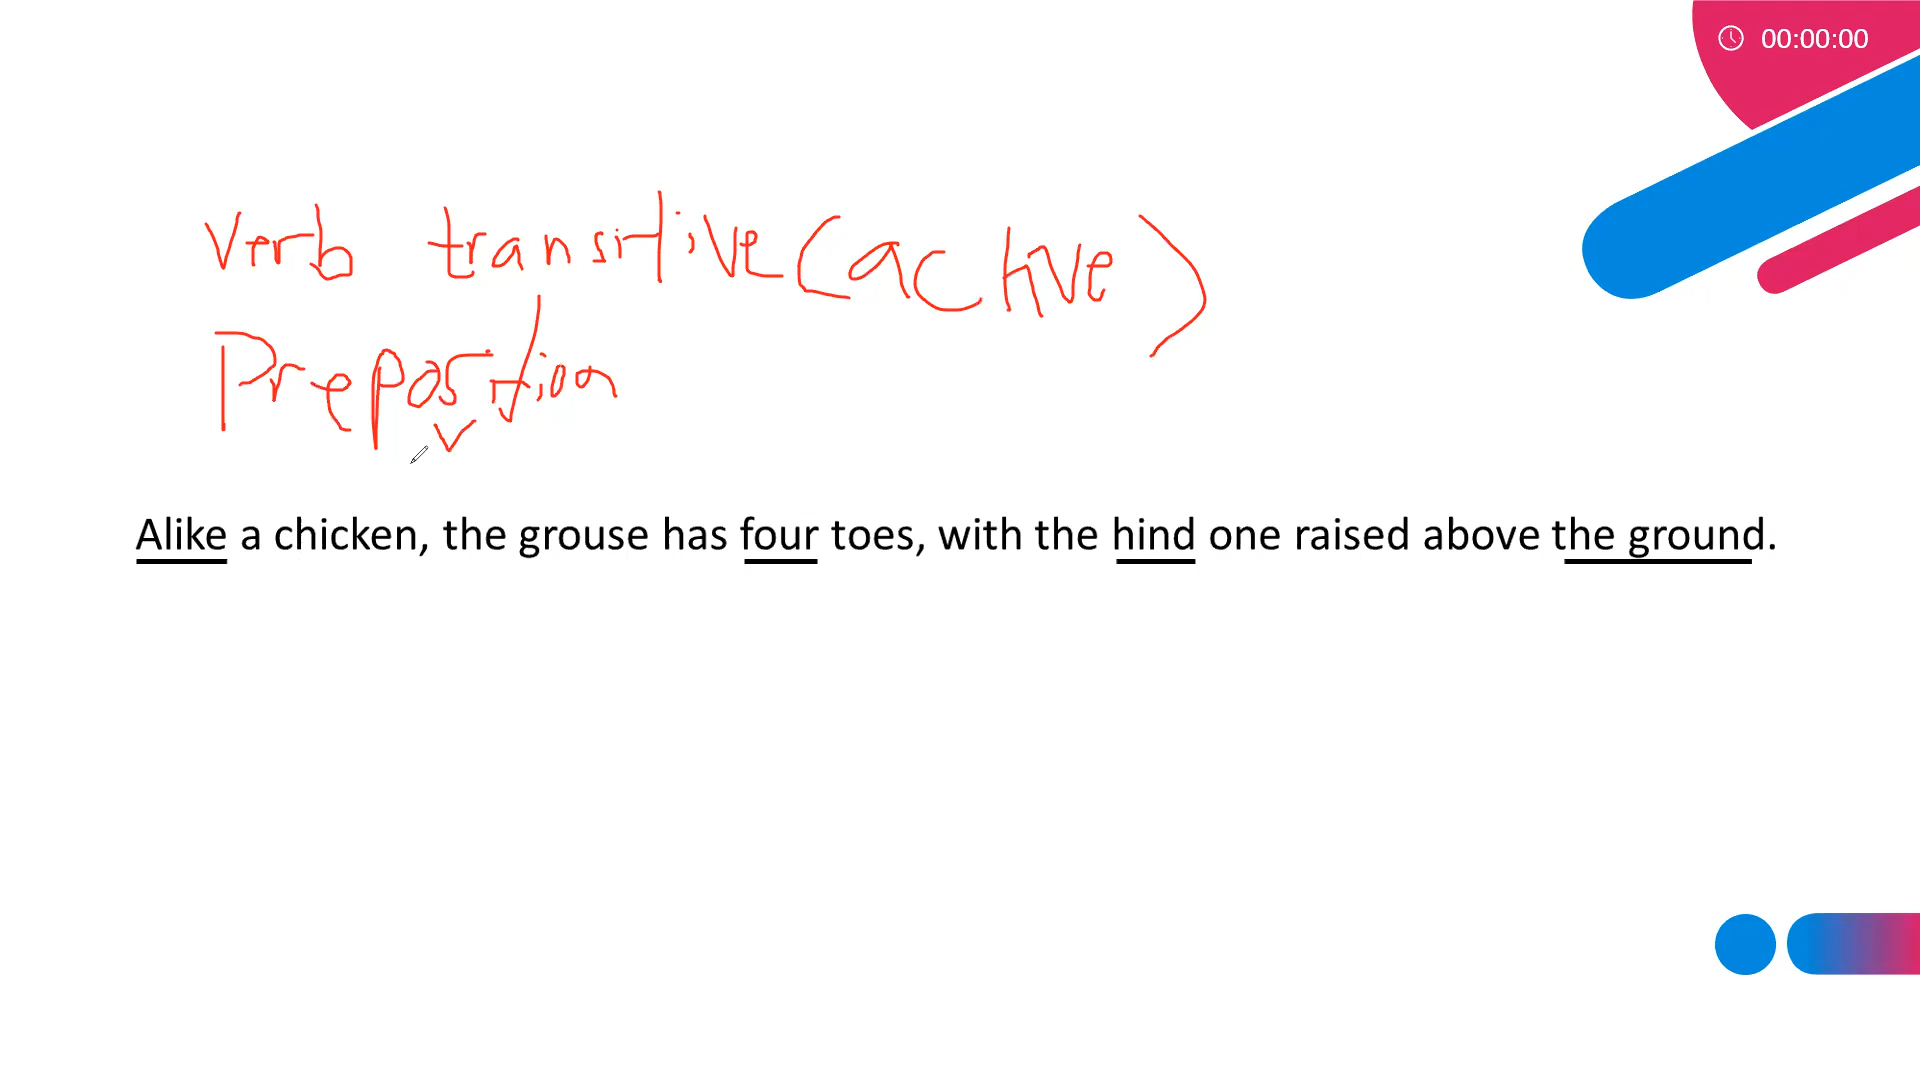 00:00:00
Verb transitive (active)
Preposition
v
Alike a chicken, the grouse has four toes, with the hind one raised above the ground.